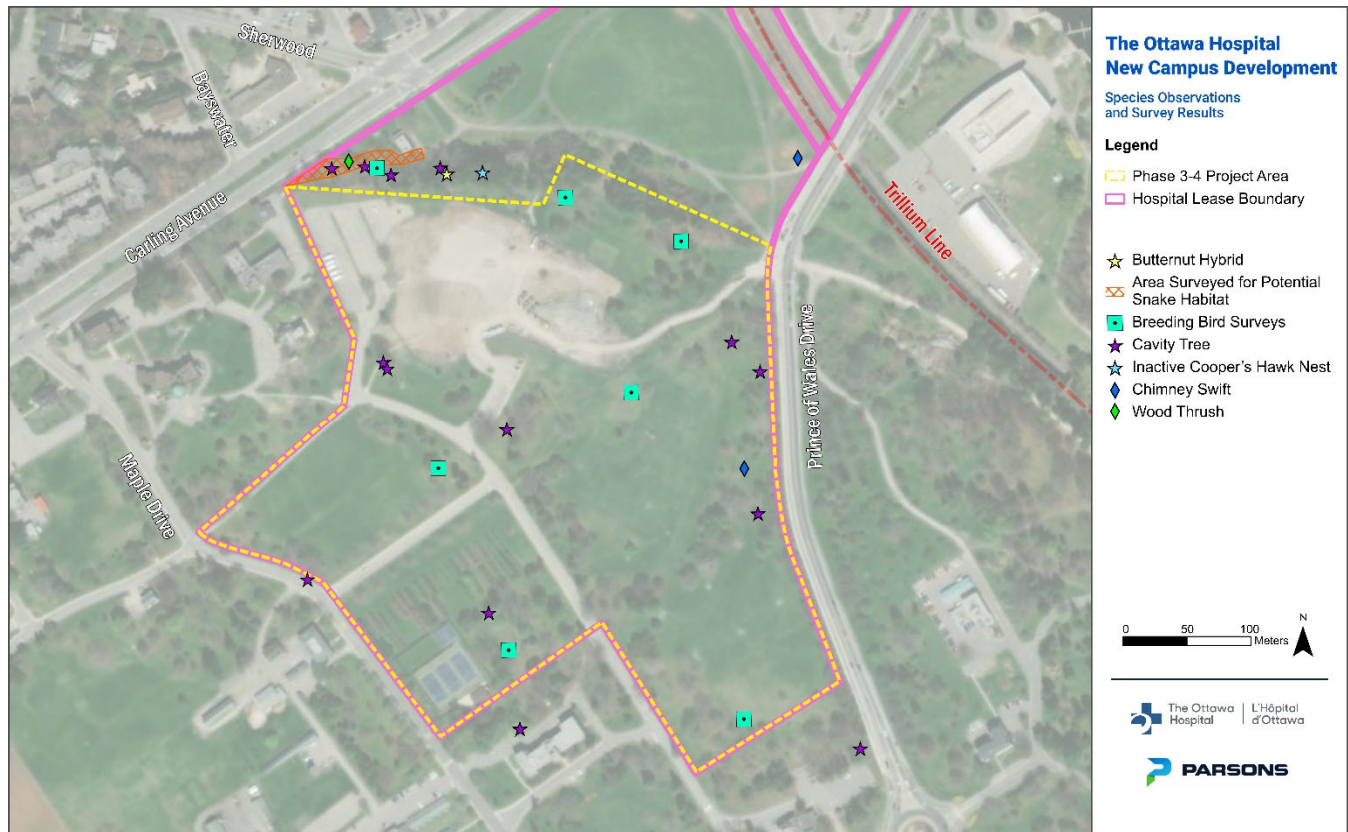 Sherwood
Bayswater
Carling Avenue
Maple Drive
Prince of Wales Drive
Trillium Line
The Ottawa Hospital
New Campus Development
Species Observations
and Survey Results
Legend
Phase 3-4 Project Area
Hospital Lease Boundary
Butternut Hybrid
Area Surveyed for Potential
Snake Habitat
Breeding Bird Surveys
Cavity Tree
Inactive Cooper's Hawk Nest
Chimney Swift
Wood Thrush
0 50 100
Meters
N
The Ottawa
Hospital
L'Hôpital
d'Ottawa
PARSONS